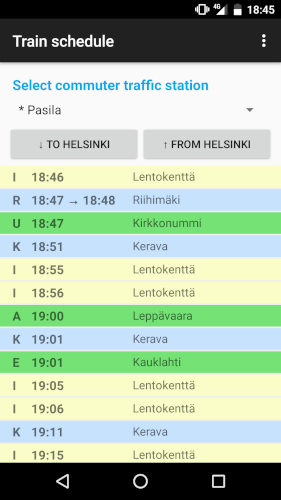 4G 18:45
Train schedule
Select commuter traffic station
* Pasila
↓ TO HELSINKI ↑ FROM HELSINKI
I 18:46 Lentokenttä
R 18:47 → 18:48 Riihimäki
U 18:47 Kirkkonummi
K 18:51 Kerava
I 18:55 Lentokenttä
I 18:56 Lentokenttä
A 19:00 Leppävaara
K 19:01 Kerava
E 19:01 Kauklahti
I 19:05 Lentokenttä
I 19:06 Lentokenttä
K 19:11 Kerava
I 19:15 Lentokenttä